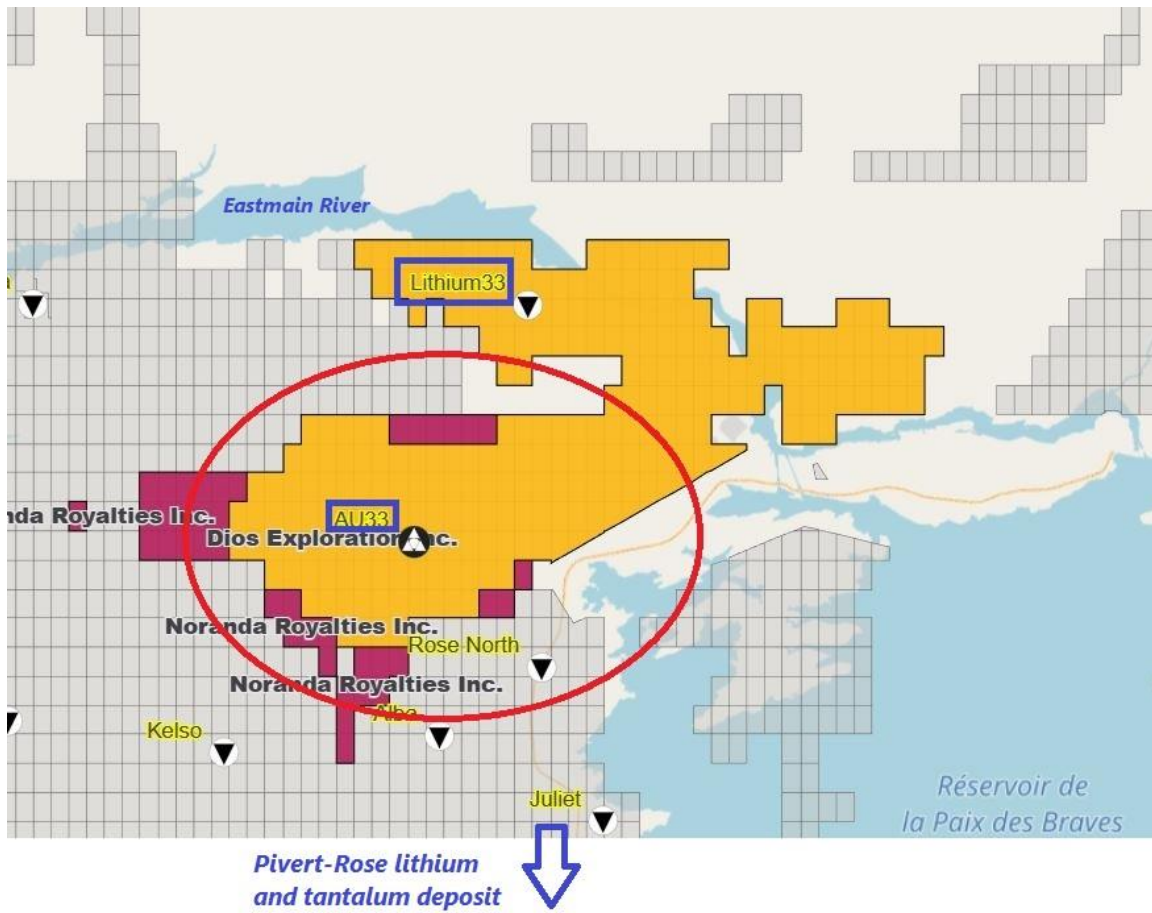 Eastmain River
Lithium33
AU33
nda Royalties Inc.
Dios Exploration Inc.
Noranda Royalties Inc.
Rose North
Noranda Royalties Inc.
Alba
Kelso
Juliet
Réservoir de
la Paix des Braves
Pivert-Rose lithium
and tantalum deposit